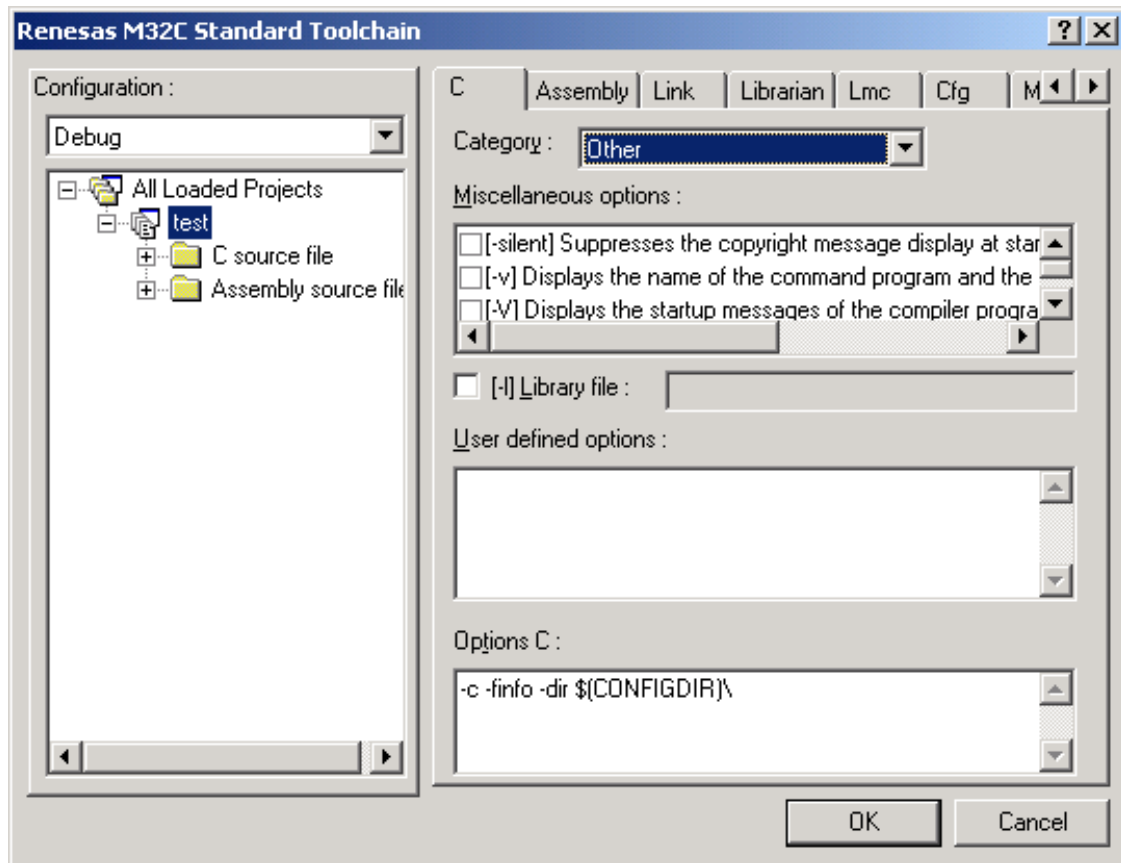 Renesas M32C Standard Toolchain
Configuration :
Debug
All Loaded Projects
test
C source file
Assembly source file
C Assembly Link Librarian Lmc Cfg M
Category : Other
Miscellaneous options :
[-silent] Suppresses the copyright message display at star
[-v] Displays the name of the command program and the
[-V] Displays the startup messages of the compiler progra
[-l] Library file :
User defined options :
Options C :
-c -finfo -dir $(CONFIGDIR)\
OK Cancel